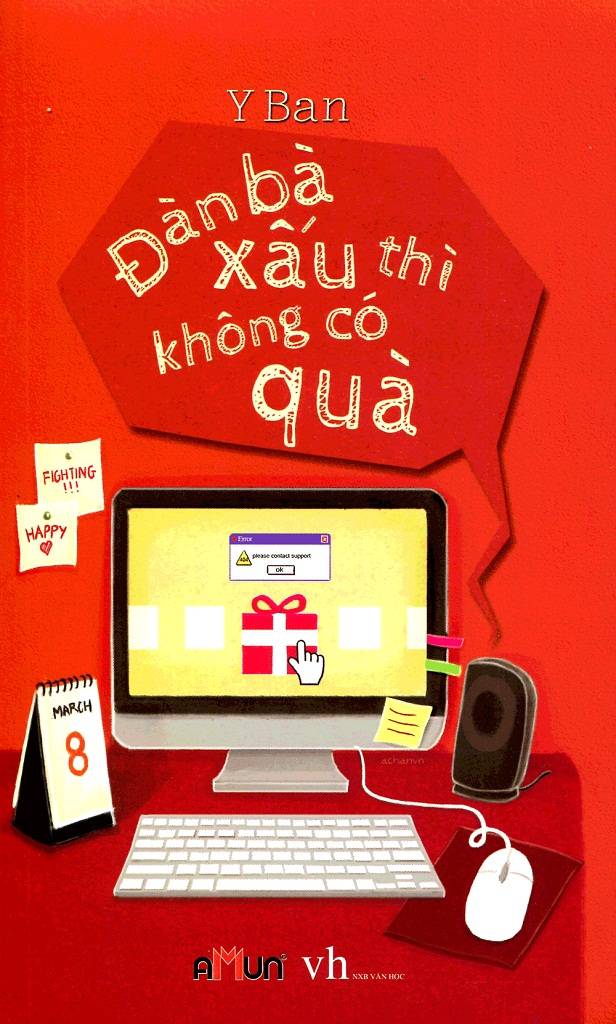 Y Ban
Đàn bà
xấu thì
không có
quà
FIGHTING
!!!
HAPPY
Error
404 please contact support
ok
MARCH
8
achanvn
AMUN vh NXB VĂN HỌC